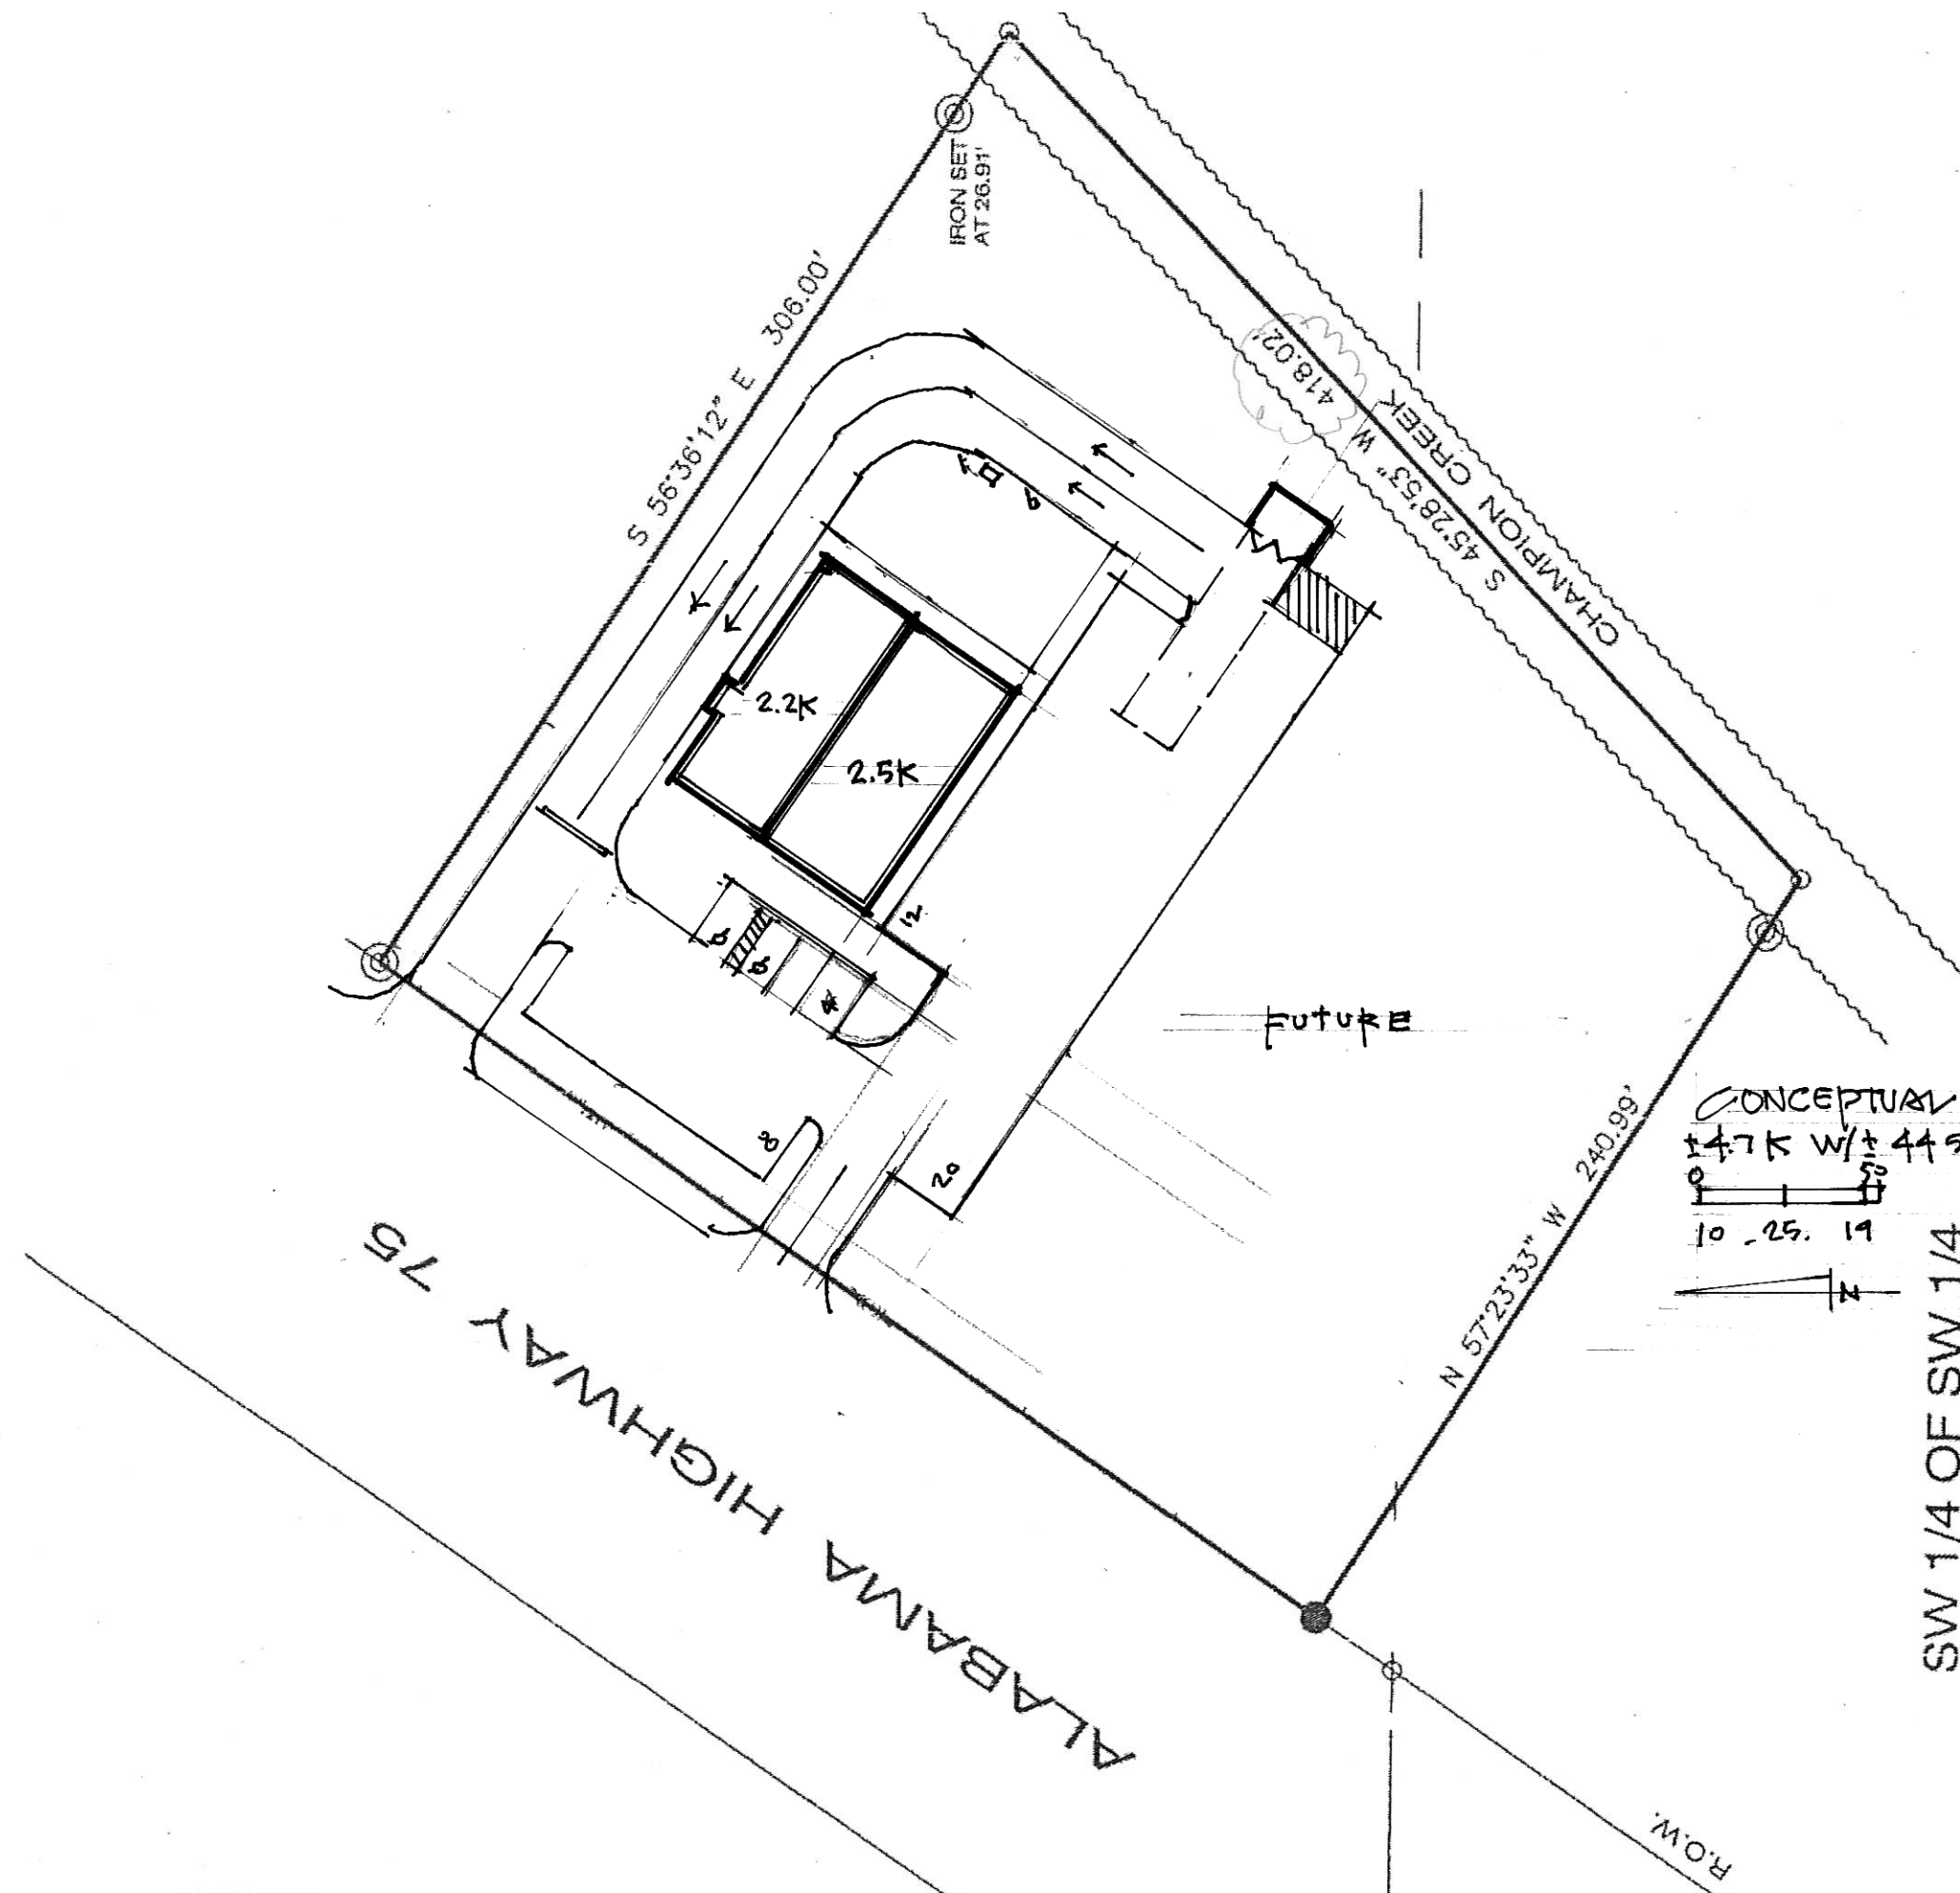 IRON SET
AT 26.91'
S 56°36'12" E 306.00'
418.02'
S 45°28'53" W
CHAMPION CREEK
2.2K
2.5K
12
8
20
FUTURE
CONCEPTUAL
±4.7K W/± 445
0 50
10 - 25. 19
N
N 57°23'33" W 240.99'
SW 1/4 OF SW 1/4
ALABAMA HIGHWAY 75
R.O.W.